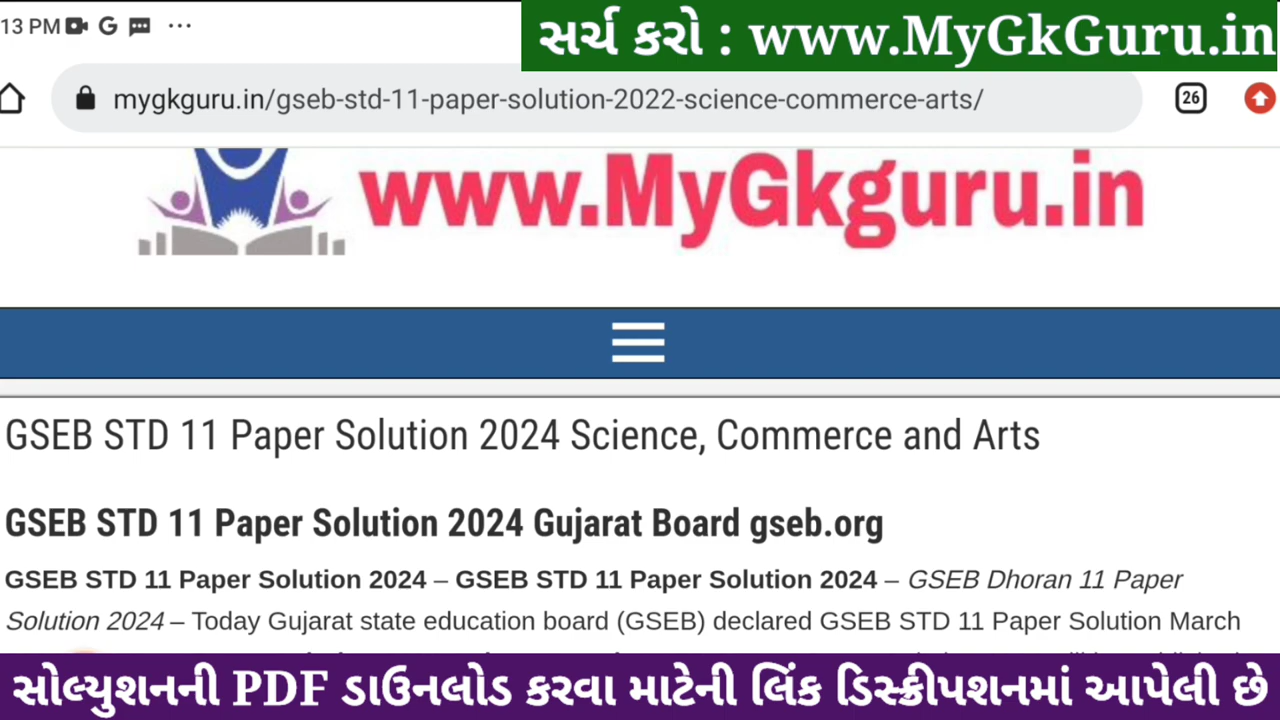 13 PM
સર્ચ કરો : www.MyGkGuru.in
mygkguru.in/gseb-std-11-paper-solution-2022-science-commerce-arts/
26
www.MyGkguru.in
GSEB STD 11 Paper Solution 2024 Science, Commerce and Arts
GSEB STD 11 Paper Solution 2024 Gujarat Board gseb.org
GSEB STD 11 Paper Solution 2024 – GSEB STD 11 Paper Solution 2024 – GSEB Dhoran 11 Paper
Solution 2024 – Today Gujarat state education board (GSEB) declared GSEB STD 11 Paper Solution March
સોલ્યુશનની PDF ડાઉનલોડ કરવા માટેની લિંક ડિસ્ક્રીપશનમાં આપેલી છે